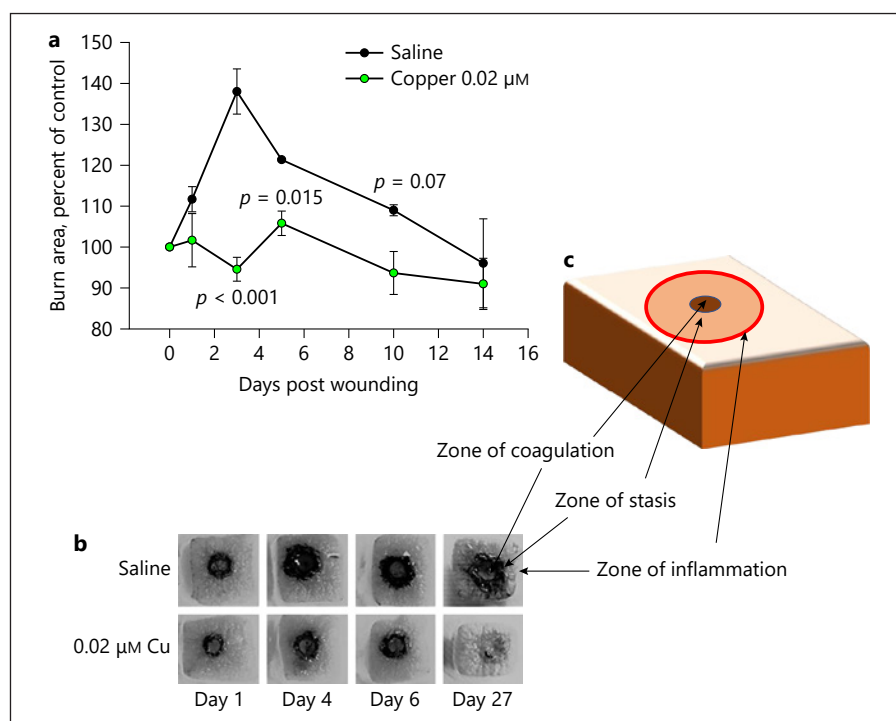 a
150
140
130
120
110
100
90
80
Burn area, percent of control
Saline
Copper 0.02 μM
p = 0.015
p = 0.07
p < 0.001
0 2 4 6 8 10 12 14 16
Days post wounding
c
Zone of coagulation
Zone of stasis
Zone of inflammation
b
Saline
0.02 μM Cu
Day 1 Day 4 Day 6 Day 27